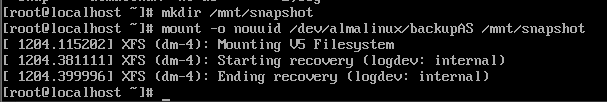 [root@localhost ~]# mkdir /mnt/snapshot
[root@localhost ~]# mount -o nouuid /dev/almalinux/backupAS /mnt/snapshot
[ 1204.115202] XFS (dm-4): Mounting V5 Filesystem
[ 1204.381111] XFS (dm-4): Starting recovery (logdev: internal)
[ 1204.399996] XFS (dm-4): Ending recovery (logdev: internal)
[root@localhost ~]# _